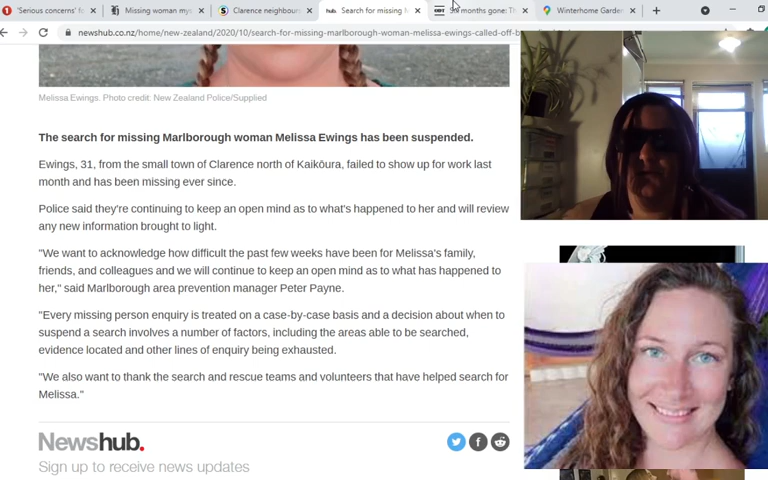 'Serious concerns' fo
Missing woman mys
Clarence neighbour
Search for missing M
months gone: Th
Winterhome Garden
newshub.co.nz/home/new-zealand/2020/10/search-for-missing-marlborough-woman-melissa-ewings-called-off-b
Melissa Ewings. Photo credit: New Zealand Police/Supplied
The search for missing Marlborough woman Melissa Ewings has been suspended.
Ewings, 31, from the small town of Clarence north of Kaikōura, failed to show up for work last
month and has been missing ever since.
Police said they're continuing to keep an open mind as to what's happened to her and will review
any new information brought to light.
"We want to acknowledge how difficult the past few weeks have been for Melissa's family,
friends, and colleagues and we will continue to keep an open mind as to what has happened to
her," said Marlborough area prevention manager Peter Payne.
"Every missing person enquiry is treated on a case-by-case basis and a decision about when to
suspend a search involves a number of factors, including the areas able to be searched,
evidence located and other lines of enquiry being exhausted.
"We also want to thank the search and rescue teams and volunteers that have helped search for
Melissa."
Newshub.
Sign up to receive news updates